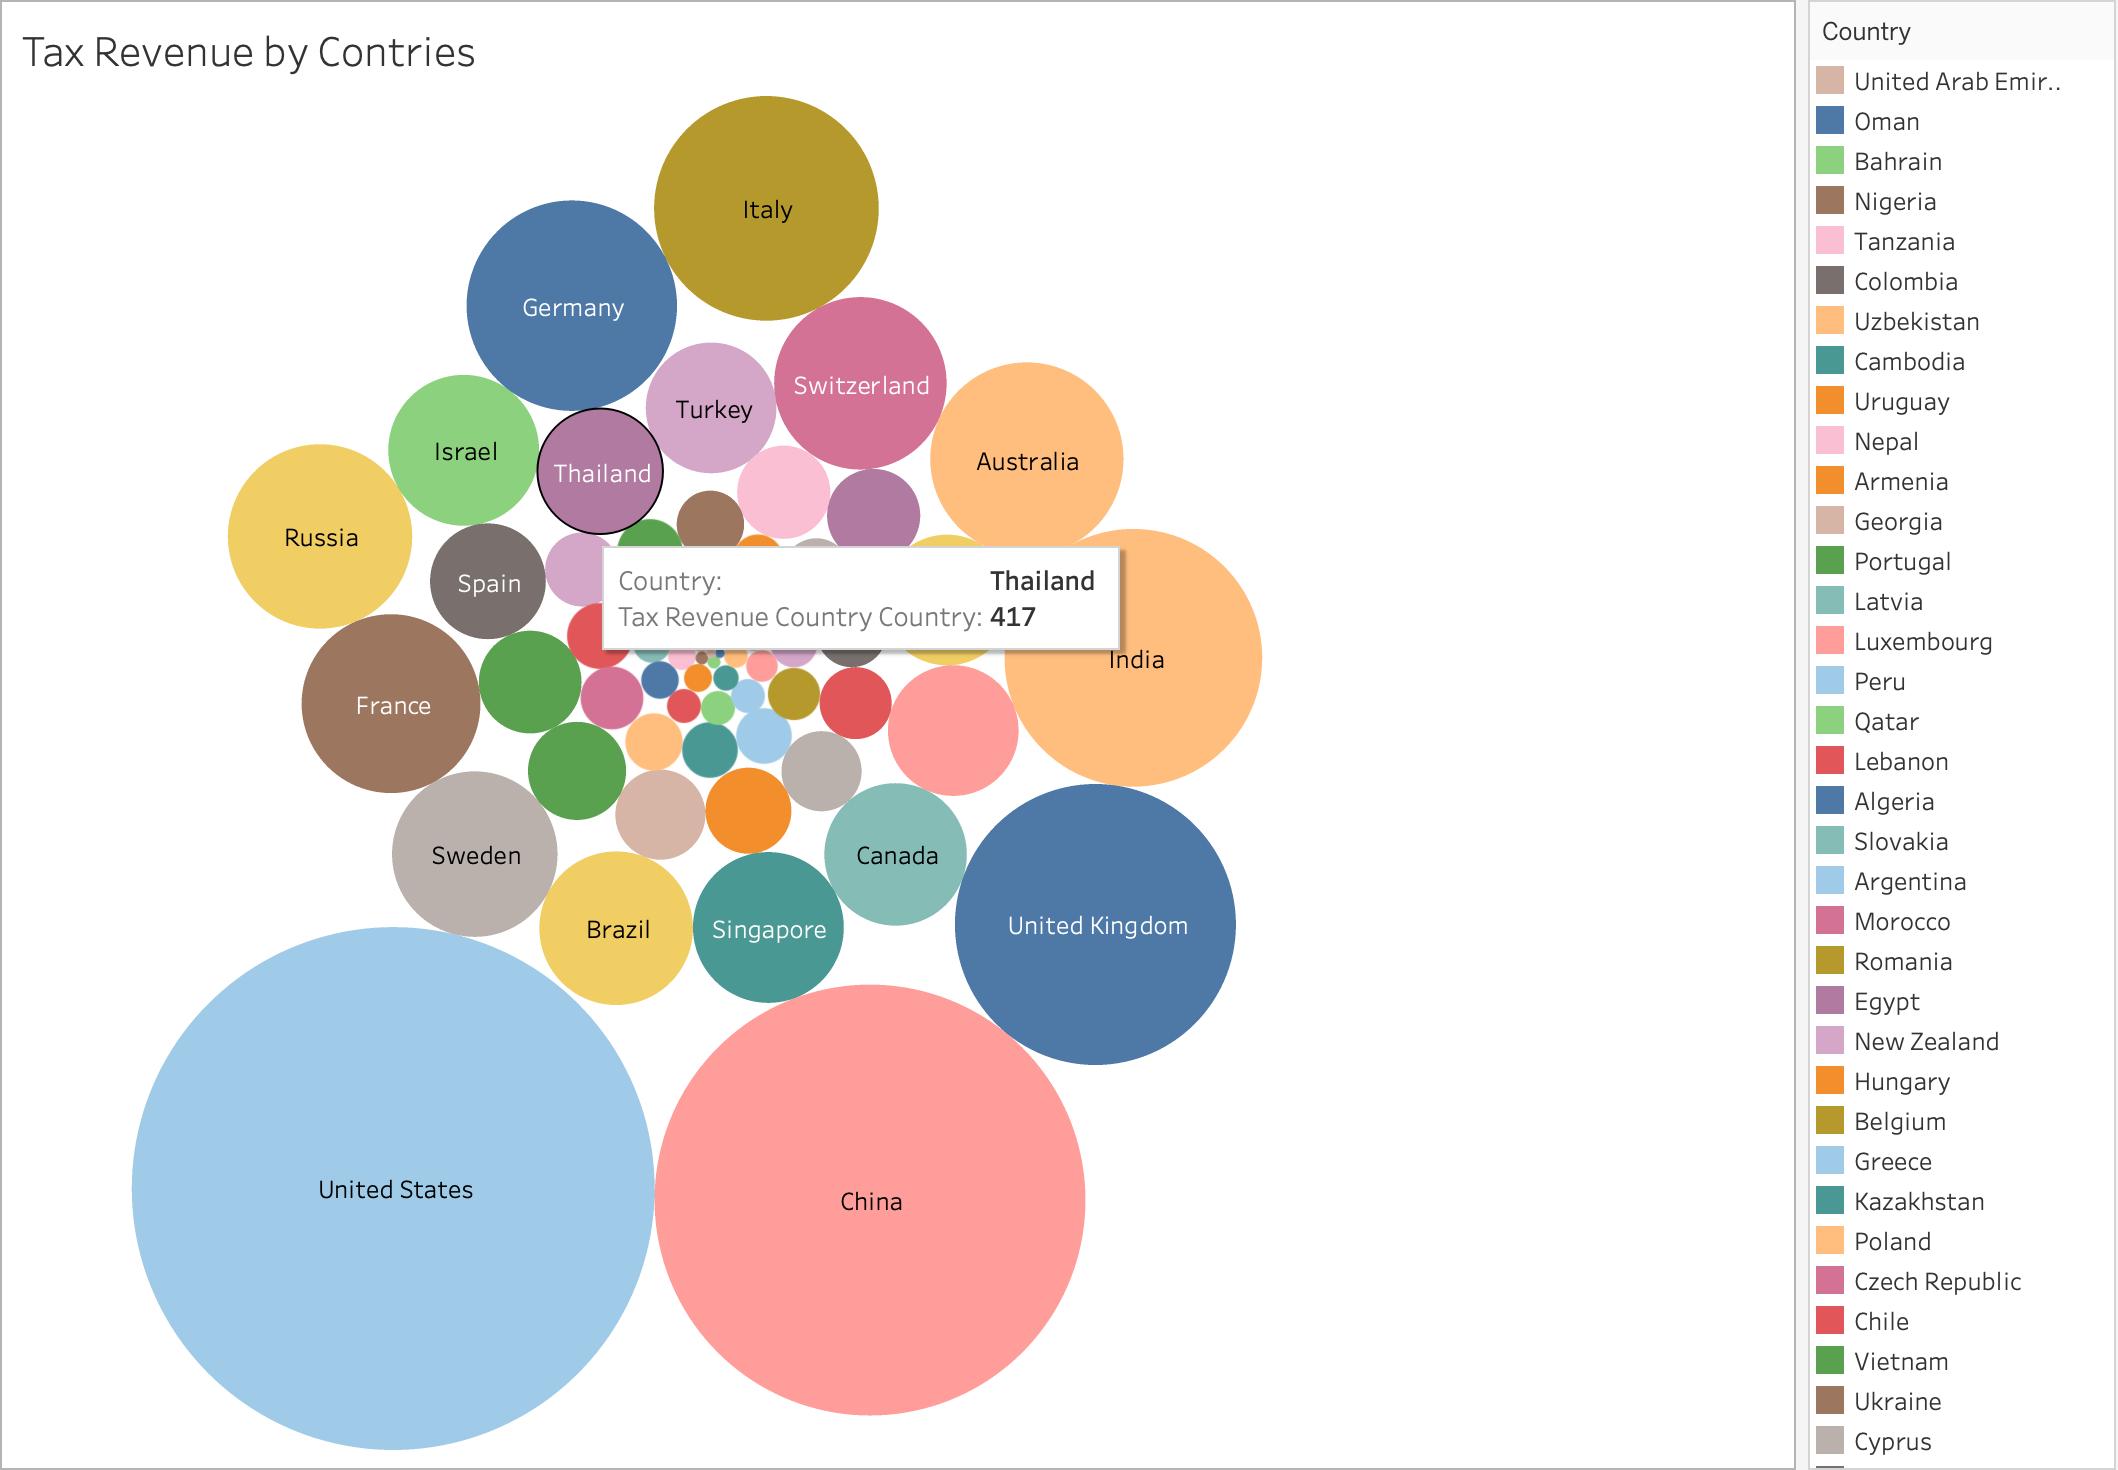 Tax Revenue by Contries
Italy
Germany
Switzerland
Turkey
Israel
Australia
Thailand
Russia
Spain
Country: Thailand
Tax Revenue Country Country: 417
India
France
Sweden
Canada
Brazil
Singapore
United Kingdom
United States
China
Country
United Arab Emir..
Oman
Bahrain
Nigeria
Tanzania
Colombia
Uzbekistan
Cambodia
Uruguay
Nepal
Armenia
Georgia
Portugal
Latvia
Luxembourg
Peru
Qatar
Lebanon
Algeria
Slovakia
Argentina
Morocco
Romania
Egypt
New Zealand
Hungary
Belgium
Greece
Kazakhstan
Poland
Czech Republic
Chile
Vietnam
Ukraine
Cyprus